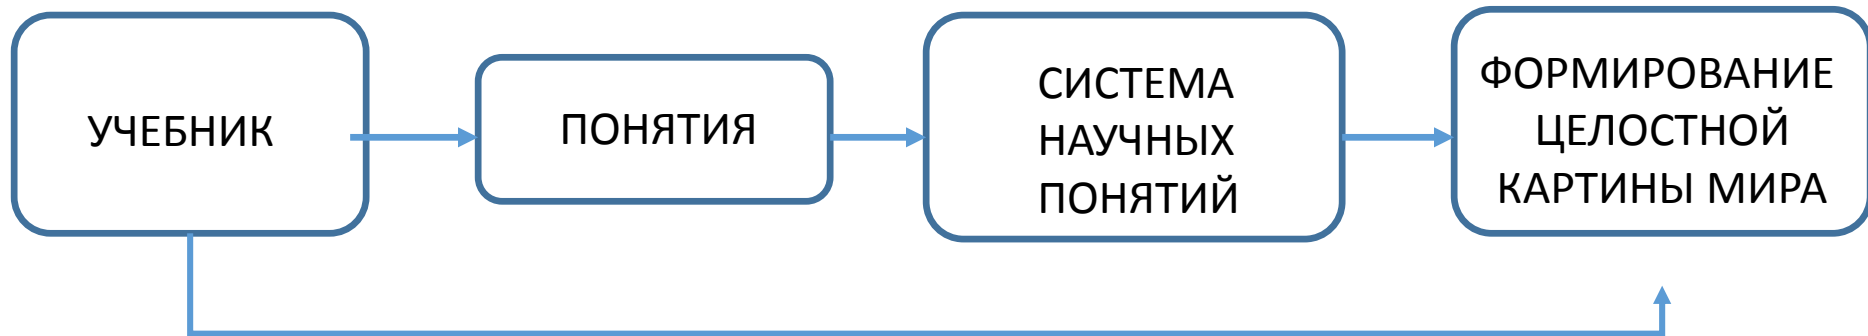 УЧЕБНИК
ПОНЯТИЯ
СИСТЕМА
НАУЧНЫХ
ПОНЯТИЙ
ФОРМИРОВАНИЕ
ЦЕЛОСТНОЙ
КАРТИНЫ МИРА